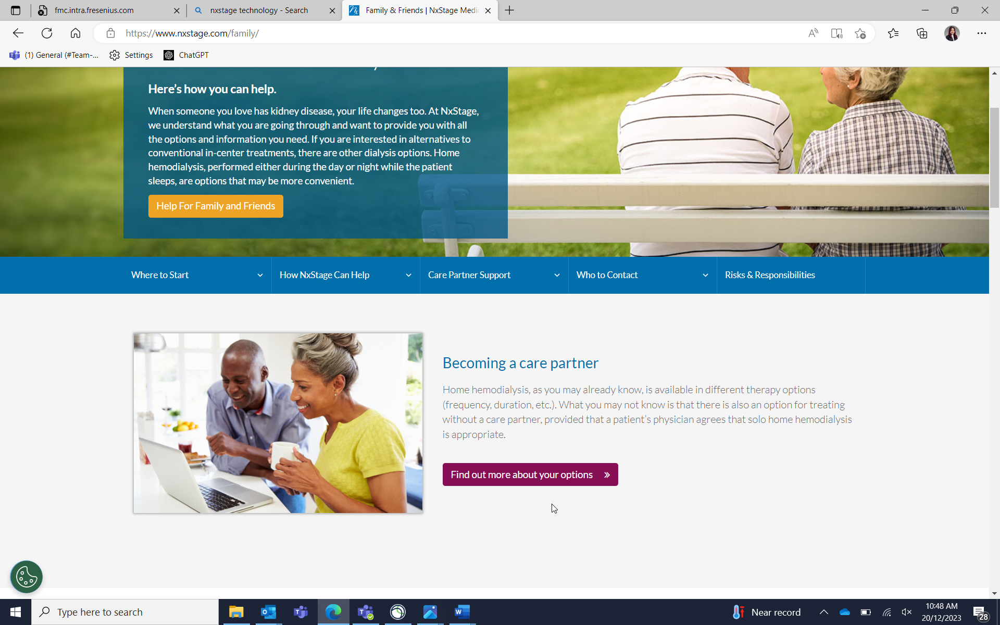 fmc.intra.fresenius.com
nxstage technology - Search
Family & Friends | NxStage Medi
https://www.nxstage.com/family/
(1) General (#Team-...
Settings
ChatGPT
Here's how you can help.
When someone you love has kidney disease, your life changes too. At NxStage,
we understand what you are going through and want to provide you with all
the options and information you need. If you are interested in alternatives to
conventional in-center treatments, there are other dialysis options. Home
hemodialysis, performed either during the day or night while the patient
sleeps, are options that may be more convenient.
Help For Family and Friends
Where to Start
How NxStage Can Help
Care Partner Support
Who to Contact
Risks & Responsibilities
Becoming a care partner
Home hemodialysis, as you may already know, is available in different therapy options
(frequency, duration, etc.). What you may not know is that there is also an option for treating
without a care partner, provided that a patient's physician agrees that solo home hemodialysis
is appropriate.
Find out more about your options »
Type here to search
Near record
10:48 AM
20/12/2023
28